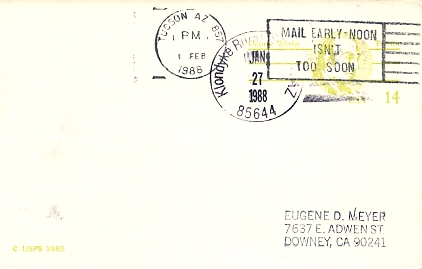 TUCSON AZ 857
PM
1 FEB
1988
Klondyke
JAN
27
1988
AZ
85644
MAIL EARLY-NOON
ISN'T
TOO SOON
14
EUGENE D. MEYER
7637 E. ADWEN ST.
DOWNEY, CA 90241
© USPS 1985